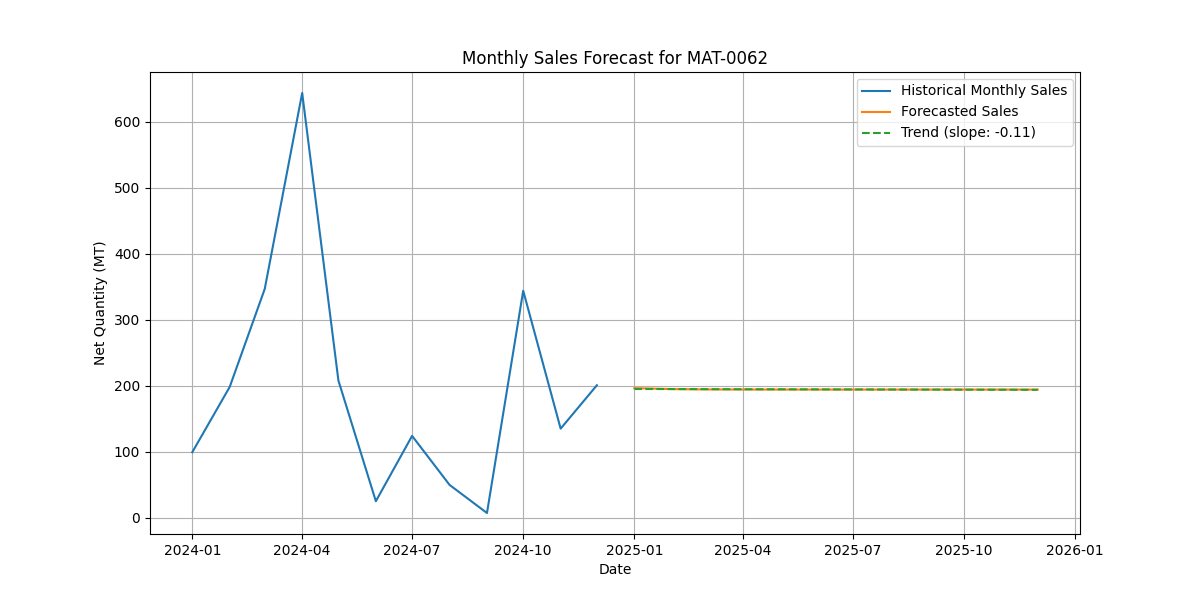 Monthly Sales Forecast for MAT-0062
Historical Monthly Sales
Forecasted Sales
Trend (slope: -0.11)
Net Quantity (MT)
600
500
400
300
200
100
0
2024-01 2024-04 2024-07 2024-10 2025-01 2025-04 2025-07 2025-10 2026-01
Date